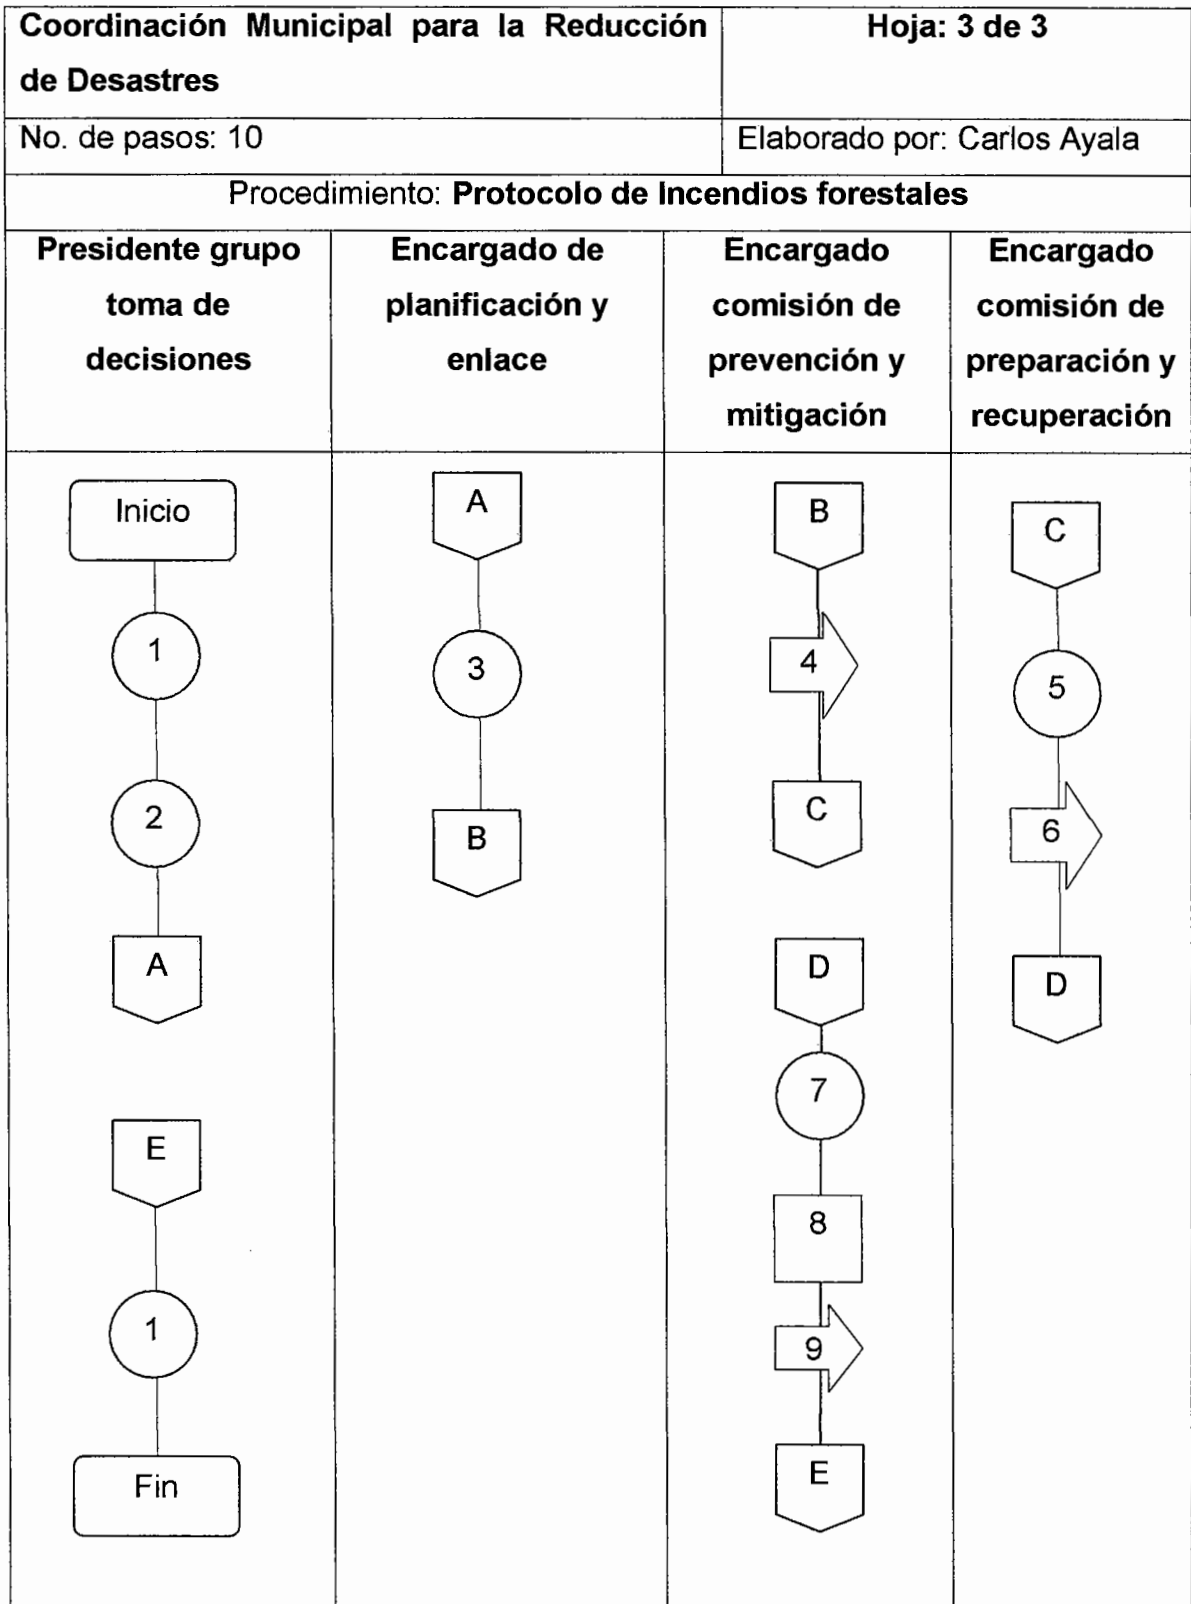 Coordinación Municipal para la Reducción
de Desastres
Hoja: 3 de 3
No. de pasos: 10
Elaborado por: Carlos Ayala
Procedimiento: Protocolo de Incendios forestales
Presidente grupo
toma de
decisiones
Encargado de
planificación y
enlace
Encargado
comisión de
prevención y
mitigación
Encargado
comisión de
preparación y
recuperación
Inicio
1
2
A
E
1
Fin
A
3
B
B
4
C
D
7
8
9
E
C
5
6
D